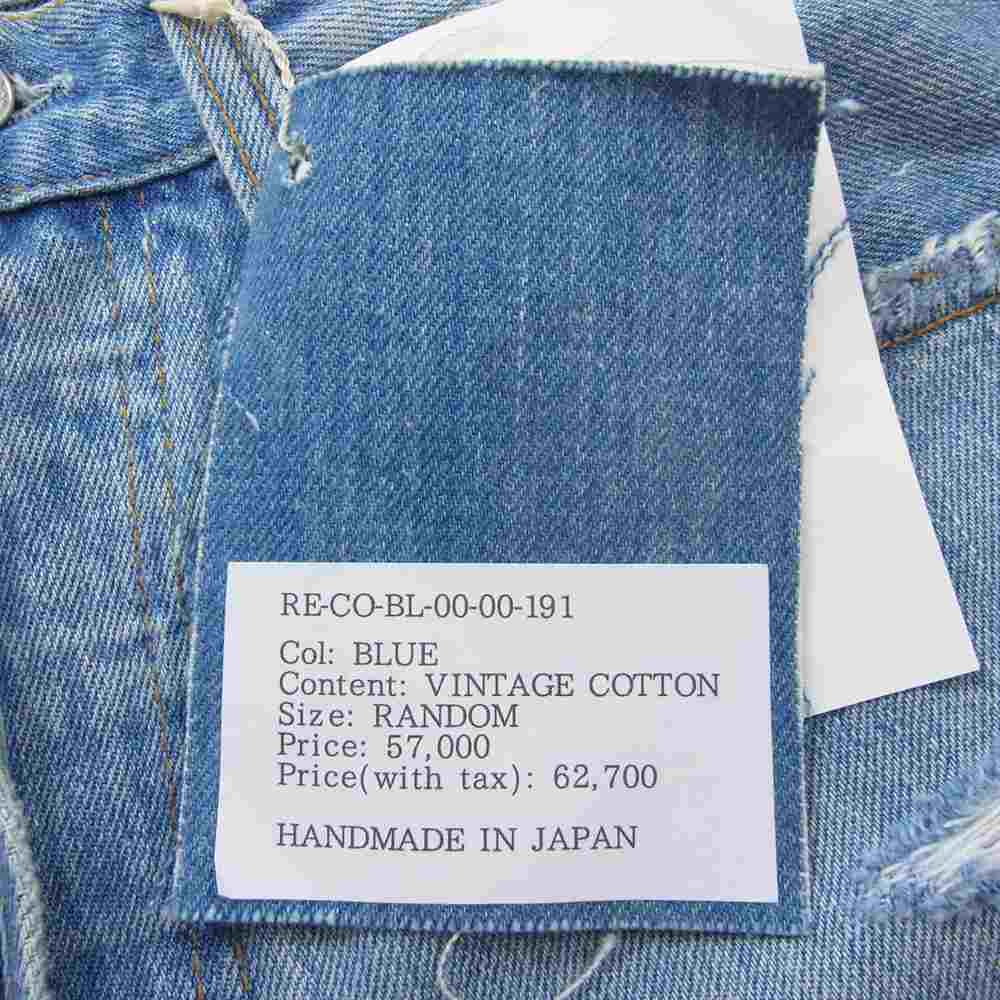 RE-CO-BL-00-00-191
Col: BLUE
Content: VINTAGE COTTON
Size: RANDOM
Price: 57,000
Price(with tax): 62,700
HANDMADE IN JAPAN